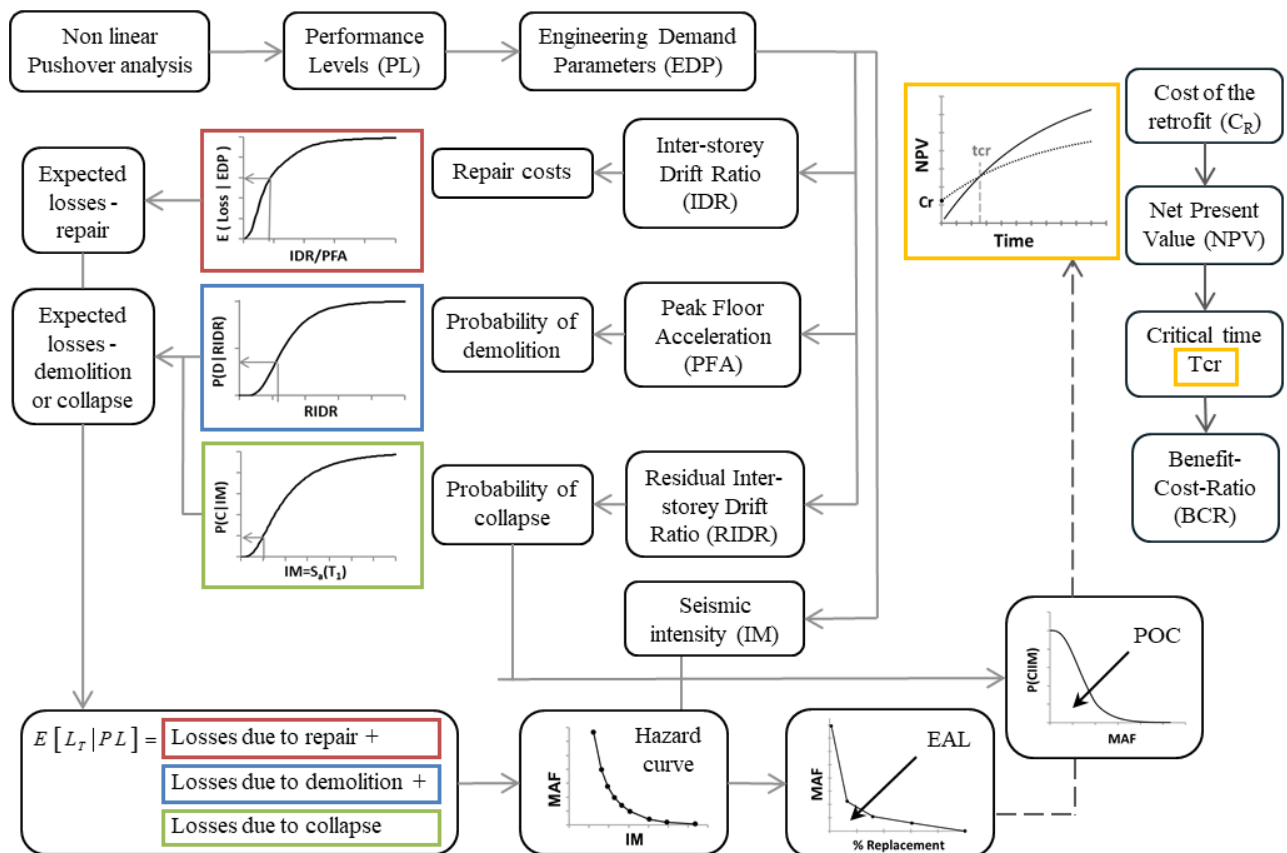 Non linear
Pushover analysis
Performance
Levels (PL)
Engineering Demand
Parameters (EDP)
Cost of the
retrofit (CR)
NPV
tcr
Cr
Time
Net Present
Value (NPV)
Critical time
Tcr
Benefit-
Cost-Ratio
(BCR)
Expected
losses -
repair
E ( Loss | EDP)
IDR/PFA
Repair costs
Inter-storey
Drift Ratio
(IDR)
Expected
losses -
demolition
or collapse
P(D|RIDR)
RIDR
Probability of
demolition
Peak Floor
Acceleration
(PFA)
P(C|IM)
IM=Sa(T1)
Probability of
collapse
Residual Inter-
storey Drift
Ratio (RIDR)
Seismic
intensity (IM)
P(CIIM)
POC
MAF
E[LT|PL]= Losses due to repair +
Losses due to demolition +
Losses due to collapse
Hazard
curve
MAF
IM
EAL
MAF
% Replacement